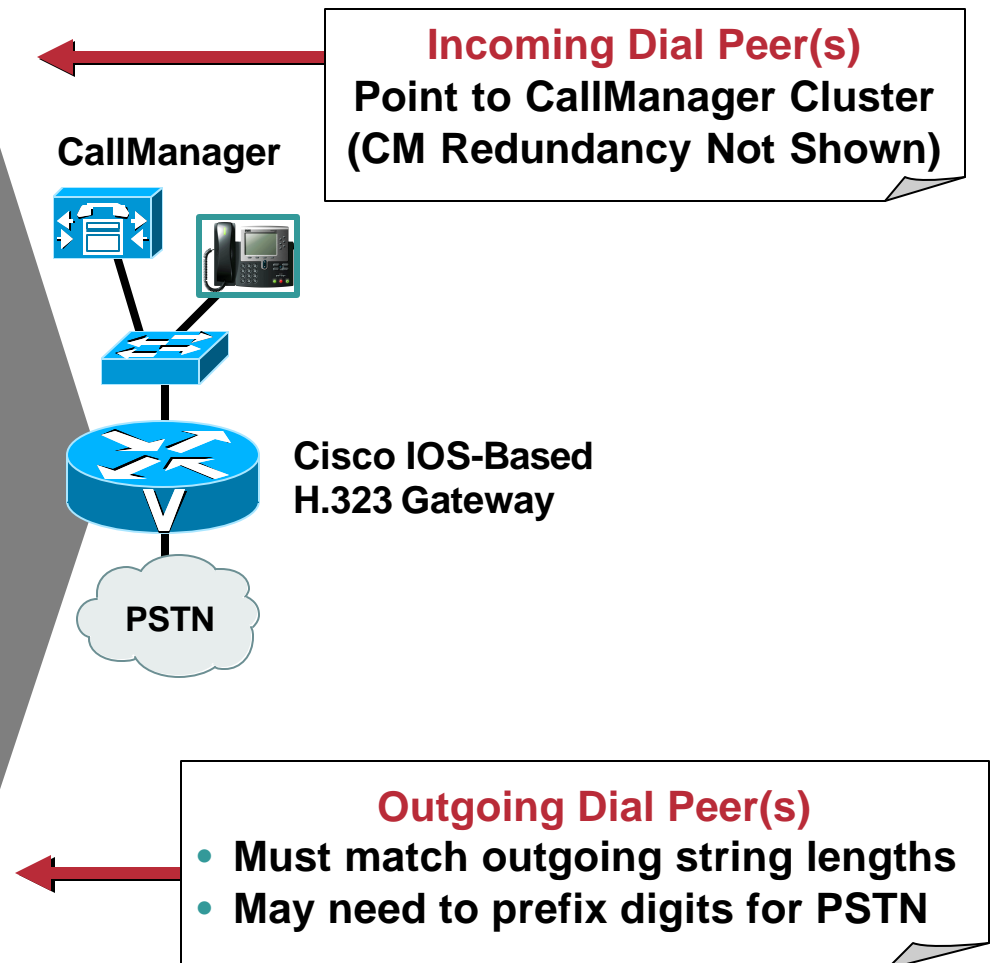 Incoming Dial Peer(s)
Point to CallManager Cluster
(CM Redundancy Not Shown)
CallManager
Cisco IOS-Based
H.323 Gateway
V
PSTN
Outgoing Dial Peer(s)
• Must match outgoing string lengths
• May need to prefix digits for PSTN